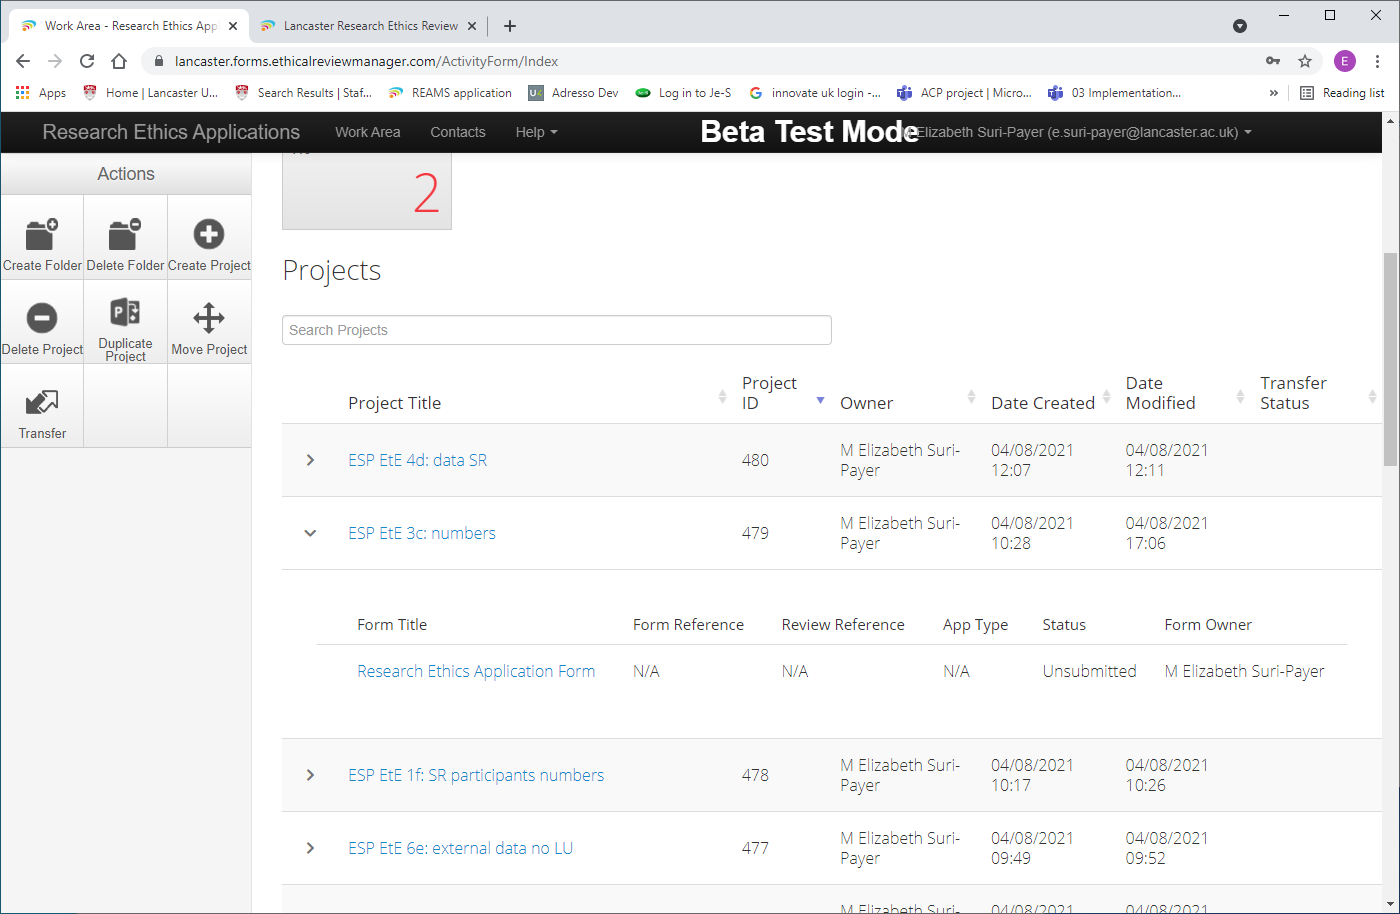 Work Area - Research Ethics App
Lancaster Research Ethics Review
lancaster.forms.ethicalreviewmanager.com/ActivityForm/Index
E
Apps
Home | Lancaster U...
Search Results | Staf...
REAMS application
Adresso Dev
Log in to Je-S
innovate uk login -...
ACP project | Micro...
03 Implementation...
»
Reading list
Research Ethics Applications
Work Area
Contacts
Help
Beta Test Mode
M Elizabeth Suri-Payer (e.suri-payer@lancaster.ac.uk)
Actions
2
Create Folder
Delete Folder
Create Project
Delete Project
Duplicate
Project
Move Project
Transfer
Projects
Search Projects
Project Title
Project
ID
Owner
Date Created
Date
Modified
Transfer
Status
ESP EtE 4d: data SR
480
M Elizabeth Suri-
Payer
04/08/2021
12:07
04/08/2021
12:11
ESP EtE 3c: numbers
479
M Elizabeth Suri-
Payer
04/08/2021
10:28
04/08/2021
17:06
Form Title
Form Reference
Review Reference
App Type
Status
Form Owner
Research Ethics Application Form
N/A
N/A
N/A
Unsubmitted
M Elizabeth Suri-Payer
ESP EtE 1f: SR participants numbers
478
M Elizabeth Suri-
Payer
04/08/2021
10:17
04/08/2021
10:26
ESP EtE 6e: external data no LU
477
M Elizabeth Suri-
Payer
04/08/2021
09:49
04/08/2021
09:52
M Elizabeth Suri-
04/08/2021
04/08/2021